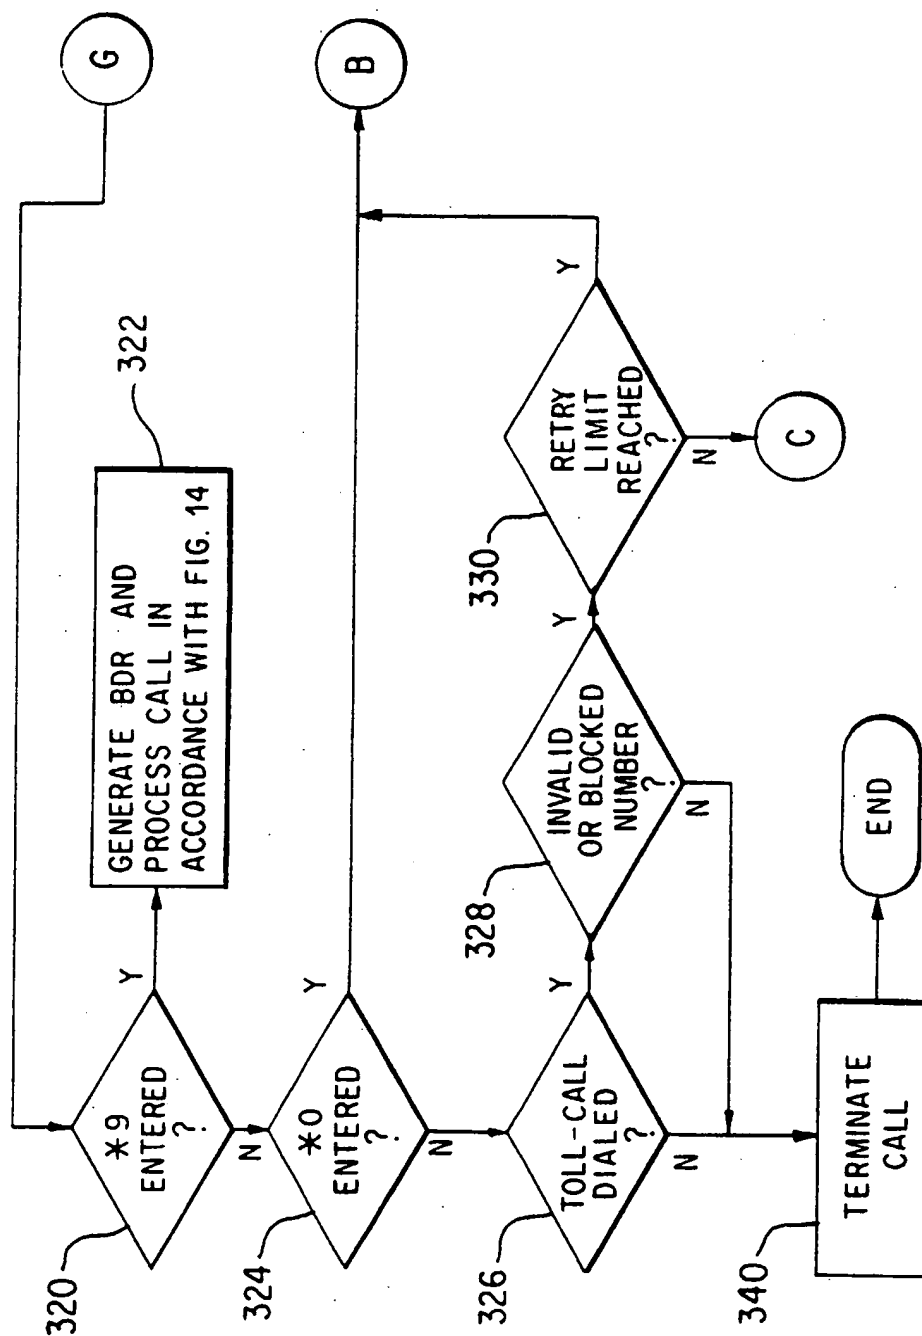 G
320
*9
ENTERED
?
Y
N
GENERATE BDR AND
PROCESS CALL IN
ACCORDANCE WITH FIG. 14
322
324
*0
ENTERED
?
Y
N
B
326
TOLL-CALL
DIALED
?
Y
N
328
INVALID
OR BLOCKED
NUMBER
?
Y
N
330
RETRY
LIMIT
REACHED
?
Y
N
C
340
TERMINATE
CALL
END